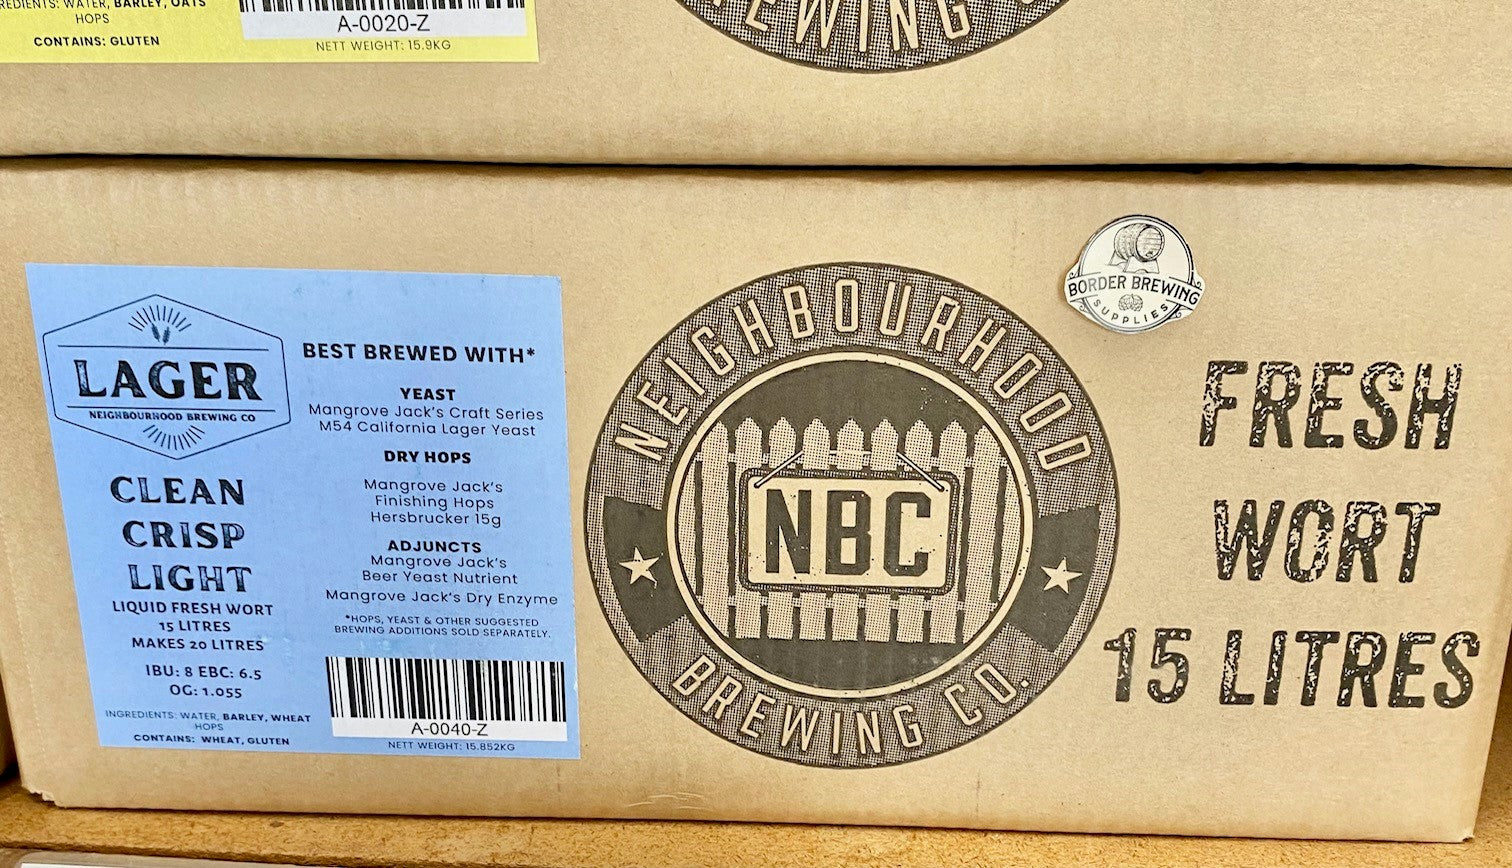 INGREDIENTS: WATER, BARLEY, OATS
HOPS
CONTAINS: GLUTEN
A-0020-Z
NETT WEIGHT: 15.9KG
BREWING CO.
LAGER
NEIGHBOURHOOD BREWING CO
CLEAN
CRISP
LIGHT
LIQUID FRESH WORT
15 LITRES
MAKES 20 LITRES
IBU: 8 EBC: 6.5
OG: 1.055
INGREDIENTS: WATER, BARLEY, WHEAT
HOPS
CONTAINS: WHEAT, GLUTEN
BEST BREWED WITH*
YEAST
Mangrove Jack's Craft Series
M54 California Lager Yeast
DRY HOPS
Mangrove Jack's
Finishing Hops
Hersbrucker 15g
ADJUNCTS
Mangrove Jack's
Beer Yeast Nutrient
Mangrove Jack's Dry Enzyme
*HOPS, YEAST & OTHER SUGGESTED
BREWING ADDITIONS SOLD SEPARATELY.
A-0040-Z
NETT WEIGHT: 15.852KG
NEIGHBOURHOOD
NBC
BREWING CO.
BORDER BREWING
SUPPLIES
FRESH
WORT
15 LITRES